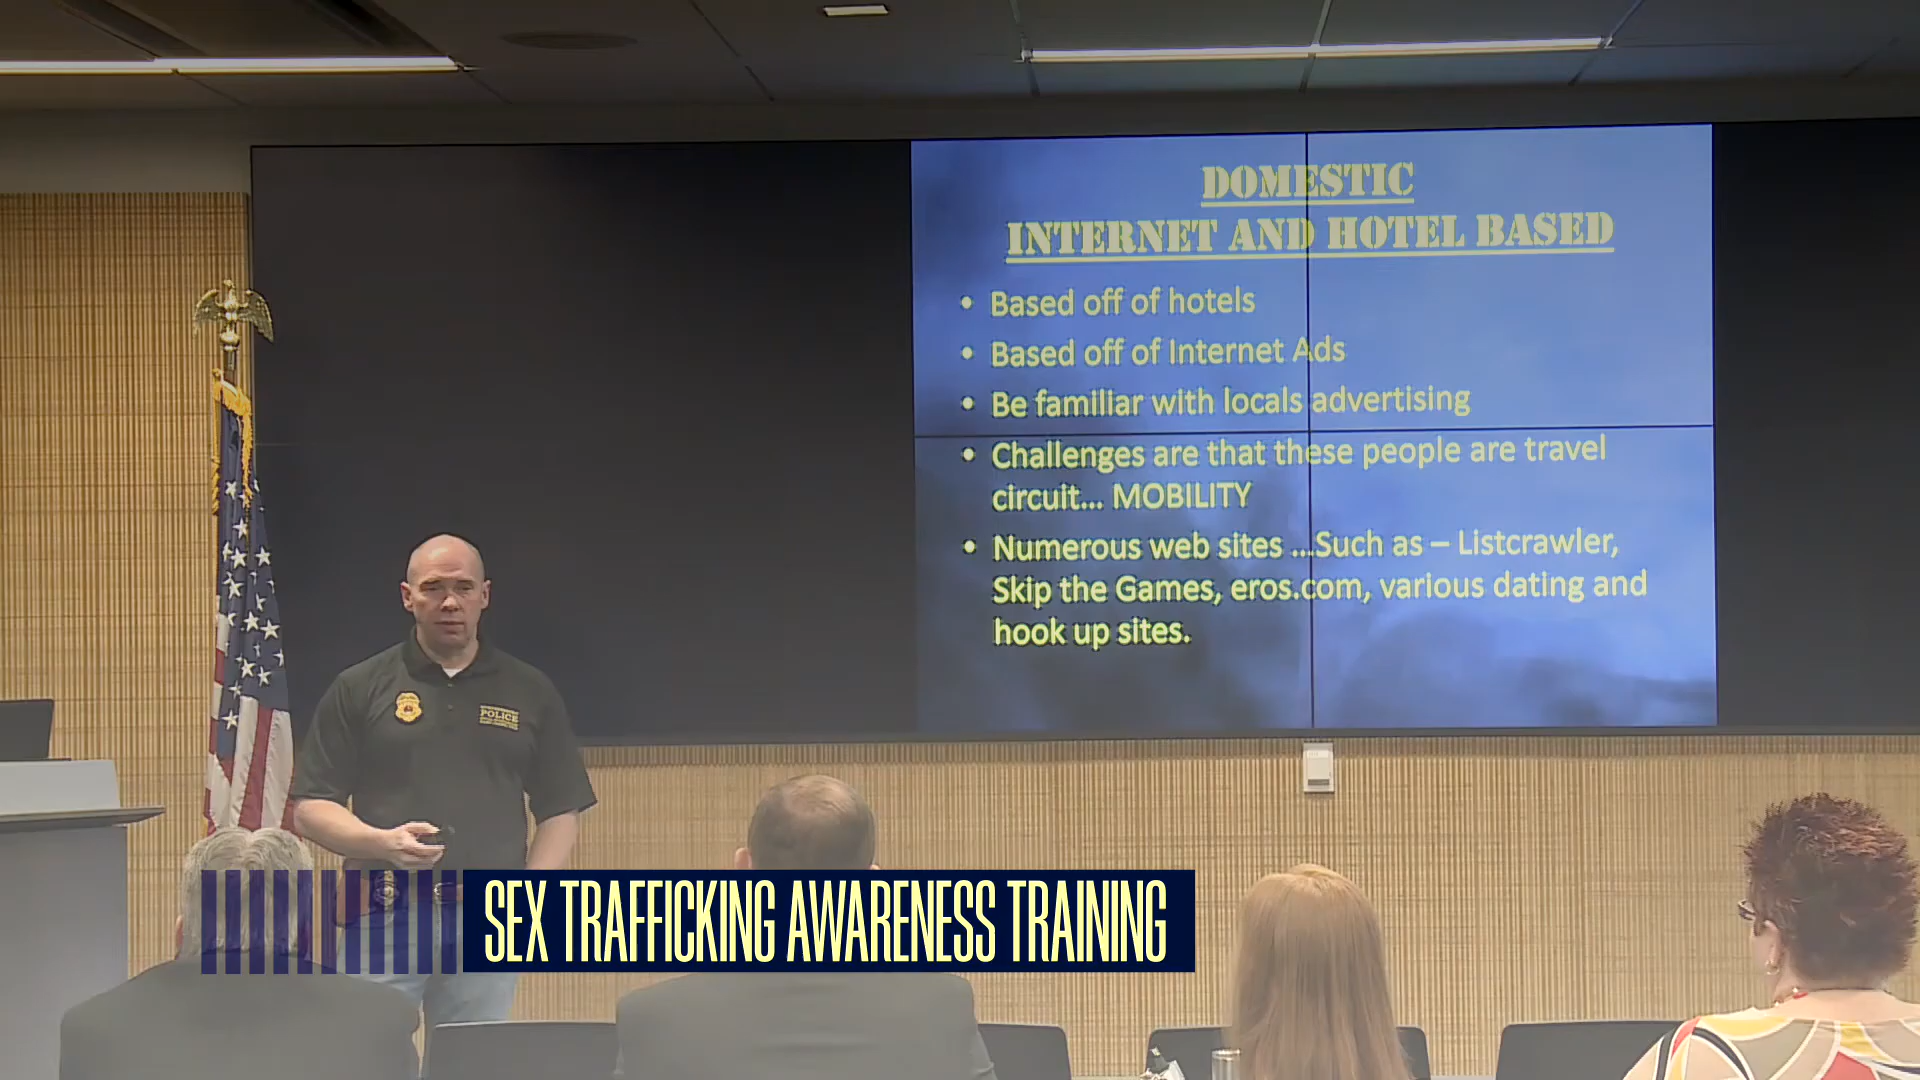 DOMESTIC
INTERNET AND HOTEL BASED
• Based off of hotels
• Based off of Internet Ads
• Be familiar with locals advertising
• Challenges are that these people are travel
circuit... MOBILITY
• Numerous web sites ...Such as – Listcrawler,
Skip the Games, eros.com, various dating and
hook up sites.
POLICE
SEX TRAFFICKING AWARENESS TRAINING